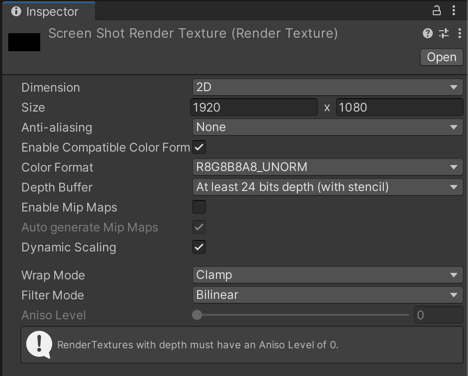 Inspector
Screen Shot Render Texture (Render Texture)
Open
Dimension 2D
Size 1920 x 1080
Anti-aliasing None
Enable Compatible Color Form
Color Format R8G8B8A8_UNORM
Depth Buffer At least 24 bits depth (with stencil)
Enable Mip Maps
Auto generate Mip Maps
Dynamic Scaling
Wrap Mode Clamp
Filter Mode Bilinear
Aniso Level 0
RenderTextures with depth must have an Aniso Level of 0.